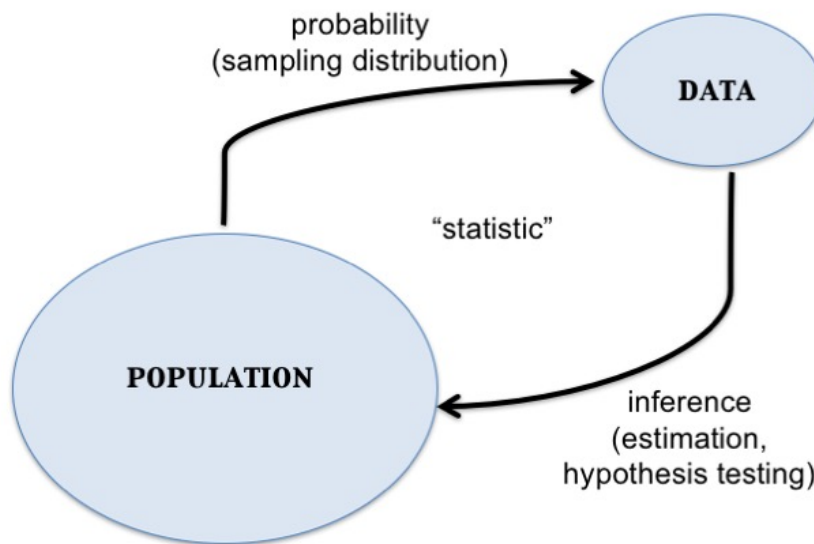 probability
(sampling distribution)
DATA
“statistic”
POPULATION
inference
(estimation,
hypothesis testing)